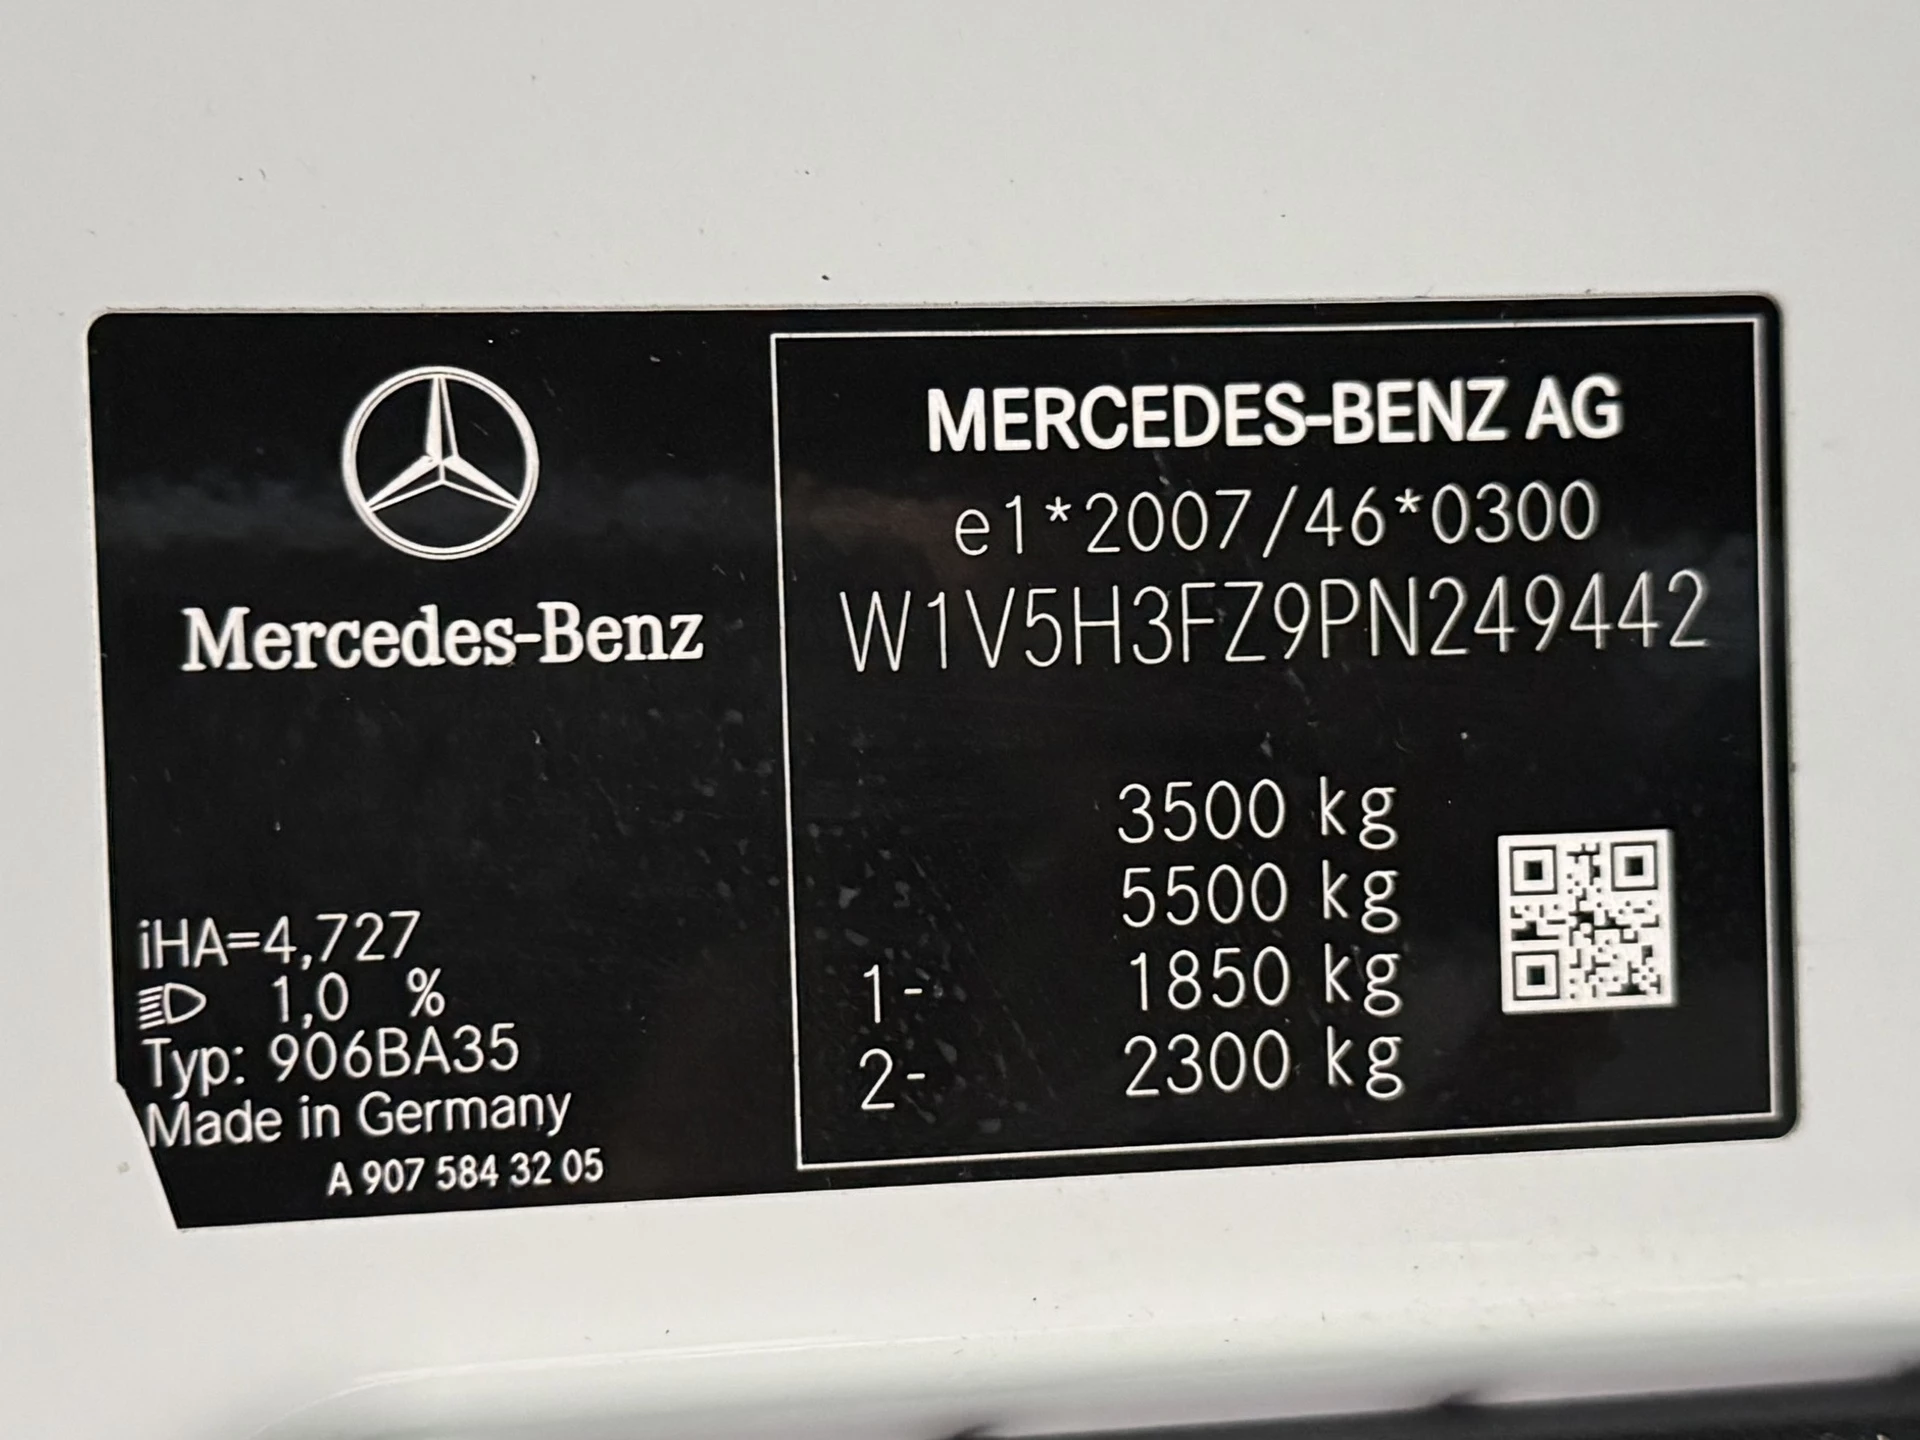 Mercedes-Benz
iHA=4,727
1,0 %
Typ: 906BA35
Made in Germany
A 907 584 32 05
MERCEDES-BENZ AG
e1*2007/46*0300
W1V5H3FZ9PN249442
3500 kg
5500 kg
1- 1850 kg
2- 2300 kg